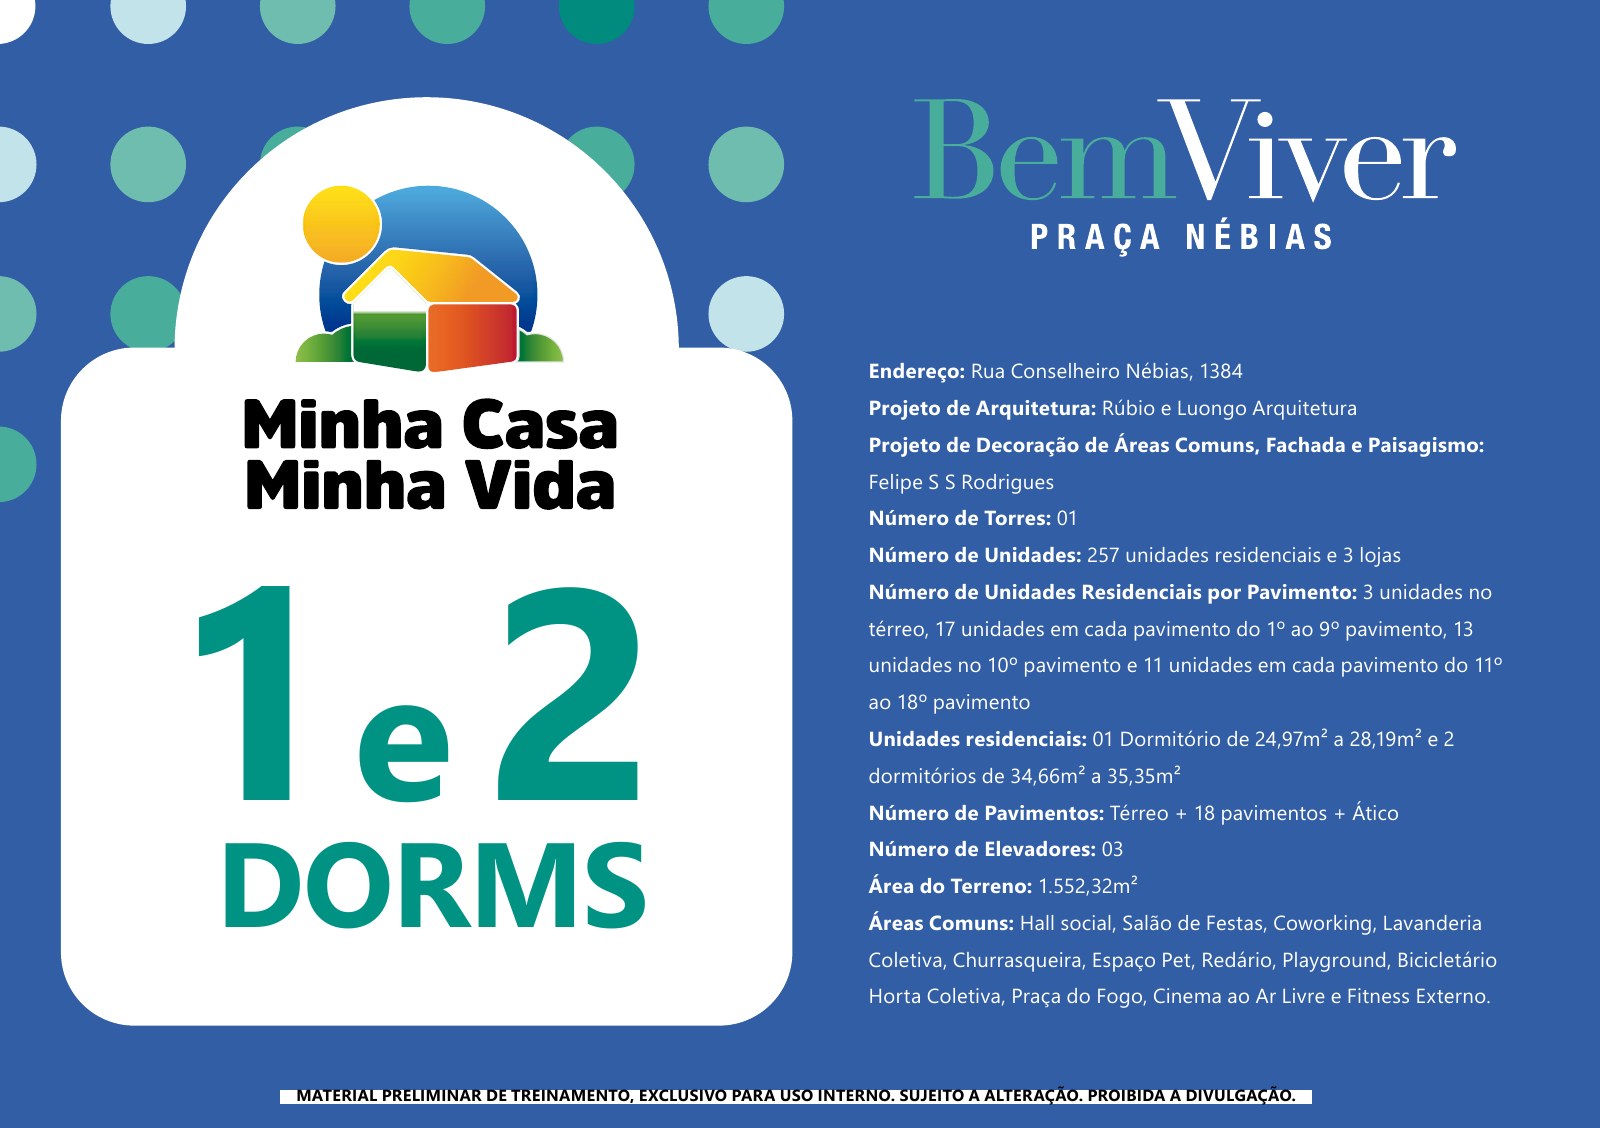 Minha Casa
Minha Vida
1 e 2
DORMS
BemViver
PRAÇA NÉBIAS
Endereço: Rua Conselheiro Nébias, 1384
Projeto de Arquitetura: Rúbio e Luongo Arquitetura
Projeto de Decoração de Áreas Comuns, Fachada e Paisagismo:
Felipe S S Rodrigues
Número de Torres: 01
Número de Unidades: 257 unidades residenciais e 3 lojas
Número de Unidades Residenciais por Pavimento: 3 unidades no
térreo, 17 unidades em cada pavimento do 1º ao 9º pavimento, 13
unidades no 10º pavimento e 11 unidades em cada pavimento do 11º
ao 18º pavimento
Unidades residenciais: 01 Dormitório de 24,97m² a 28,19m² e 2
dormitórios de 34,66m² a 35,35m²
Número de Pavimentos: Térreo + 18 pavimentos + Ático
Número de Elevadores: 03
Área do Terreno: 1.552,32m²
Áreas Comuns: Hall social, Salão de Festas, Coworking, Lavanderia
Coletiva, Churrasqueira, Espaço Pet, Redário, Playground, Bicicletário
Horta Coletiva, Praça do Fogo, Cinema ao Ar Livre e Fitness Externo.
MATERIAL PRELIMINAR DE TREINAMENTO, EXCLUSIVO PARA USO INTERNO. SUJEITO A ALTERAÇÃO. PROIBIDA A DIVULGAÇÃO.